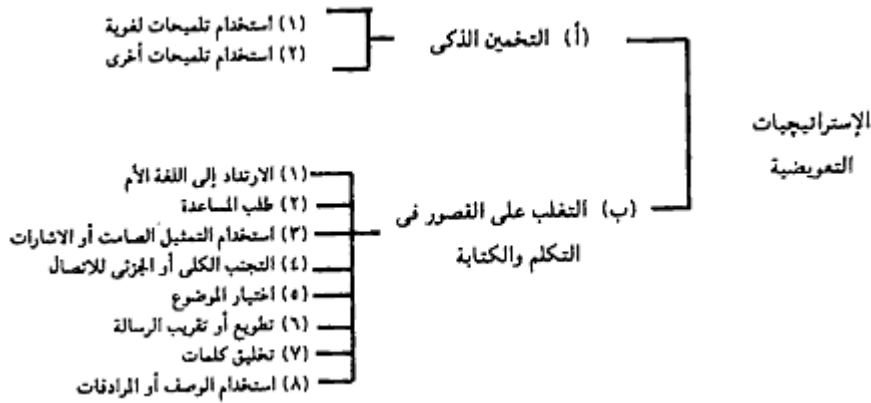 الإستراتيچيات
التعويضية
(أ) التخمين الذكى
(١) استخدام تلميحات لغوية
(٢) استخدام تلميحات أخرى
(ب) التغلب على القصور فى
التكلم والكتابة
(١) الارتداد إلى اللغة الأم
(٢) طلب المساعدة
(٣) استخدام التمثيل الصامت أو الاشارات
(٤) التجنب الكلى أو الجزئى للاتصال
(٥) اختيار الموضوع
(٦) تطويع أو تقريب الرسالة
(٧) تخليق كلمات
(٨) استخدام الوصف أو المرادفات